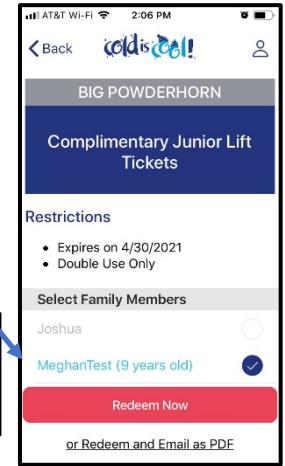 AT&T Wi-Fi 2:06 PM
Back cold is cool!
BIG POWDERHORN
Complimentary Junior Lift
Tickets
Restrictions
• Expires on 4/30/2021
• Double Use Only
Select Family Members
Joshua
MeghanTest (9 years old)
Redeem Now
or Redeem and Email as PDF